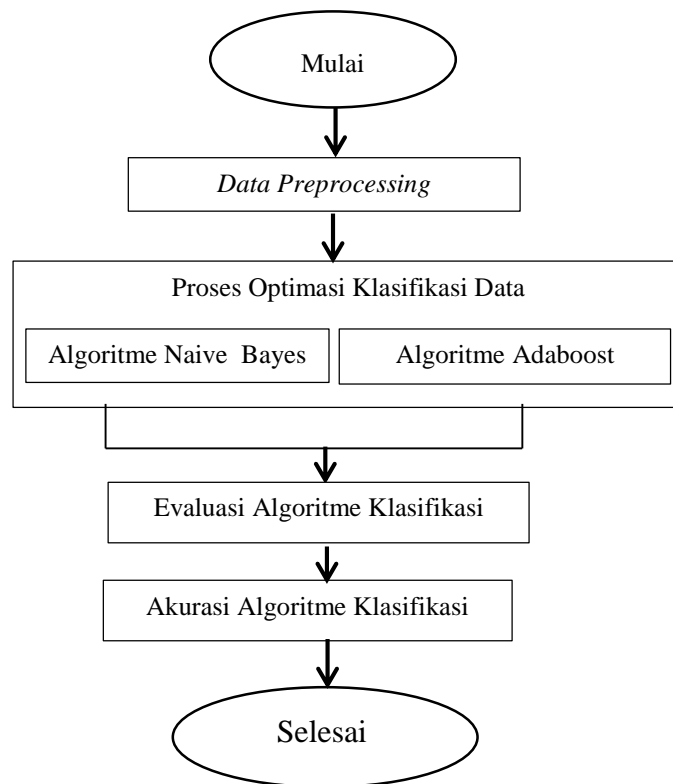 Mulai
Data Preprocessing
Proses Optimasi Klasifikasi Data
Algoritme Naive Bayes
Algoritme Adaboost
Evaluasi Algoritme Klasifikasi
Akurasi Algoritme Klasifikasi
Selesai